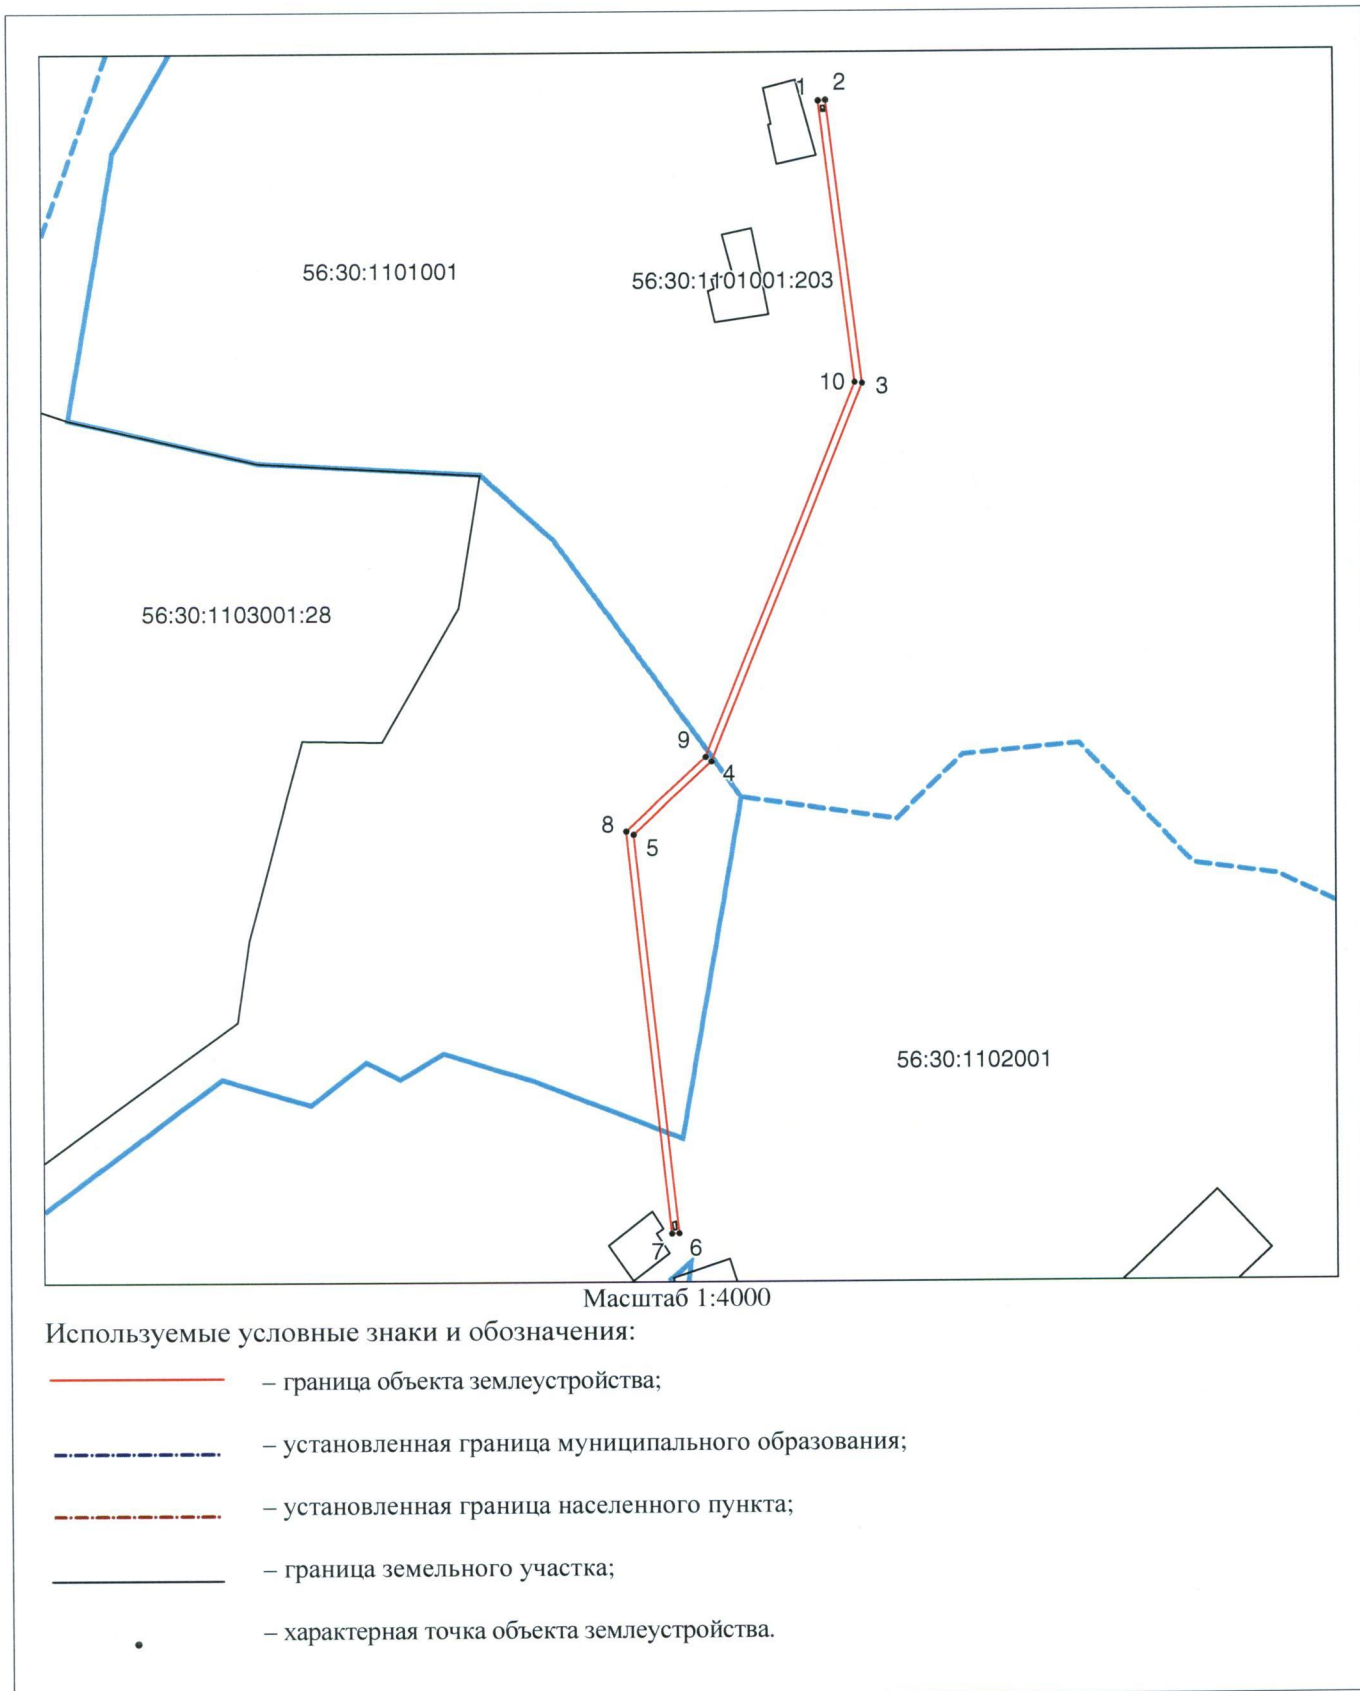 1
2
56:30:1101001
56:30:1101001:203
10
3
56:30:1103001:28
9
4
8
5
56:30:1102001
7
6
Масштаб 1:4000
Используемые условные знаки и обозначения:
– граница объекта землеустройства;
– установленная граница муниципального образования;
– установленная граница населенного пункта;
– граница земельного участка;
– характерная точка объекта землеустройства.